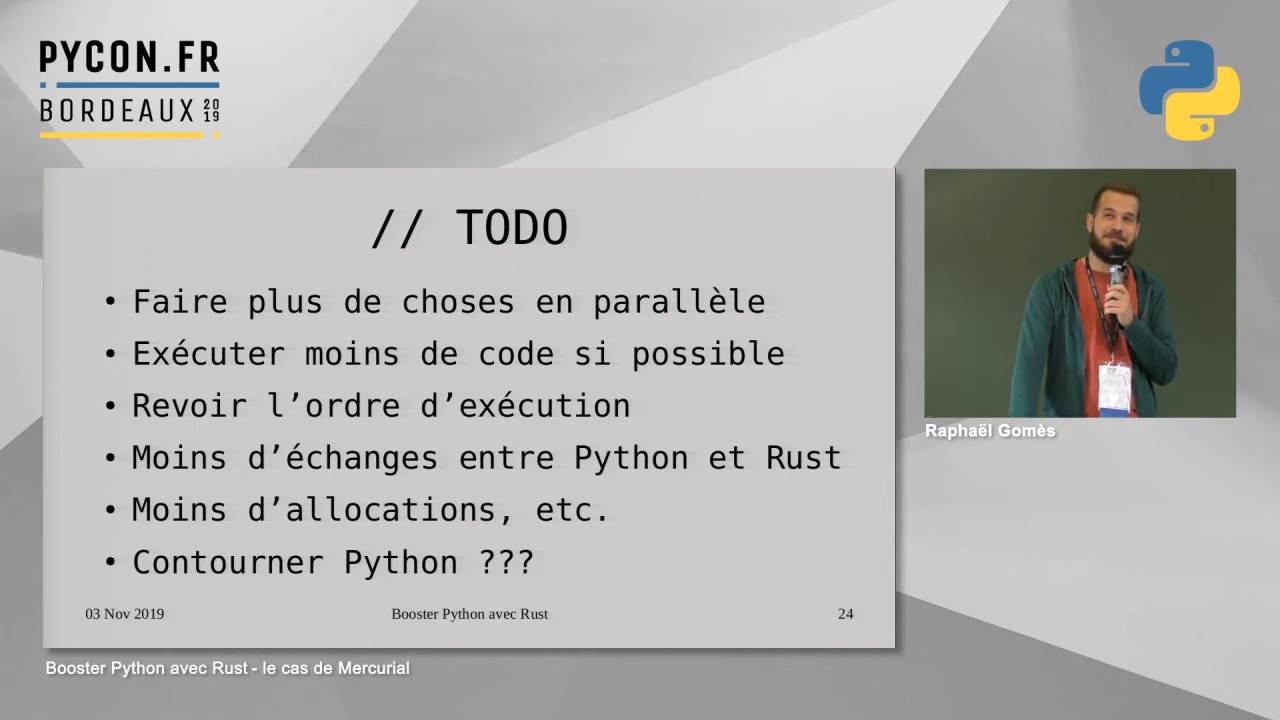 PYCON.FR
BORDEAUX 2019
// TODO
• Faire plus de choses en parallèle
• Exécuter moins de code si possible
• Revoir l’ordre d’exécution
• Moins d’échanges entre Python et Rust
• Moins d’allocations, etc.
• Contourner Python ???
03 Nov 2019 Booster Python avec Rust 24
Raphaël Gomès
Booster Python avec Rust - le cas de Mercurial